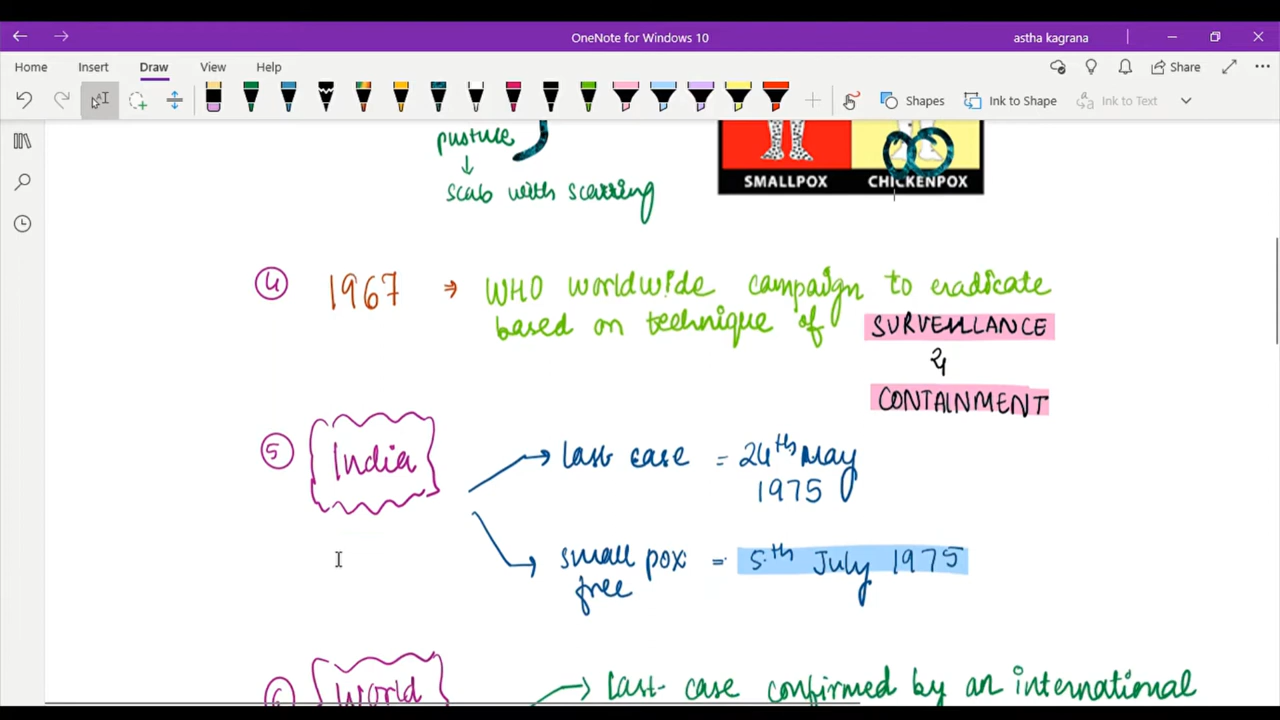 OneNote for Windows 10
astha kagrana
Home Insert Draw View Help
Share
Shapes
Ink to Shape
Ink to Text
pustule
↓
scab with scarring
SMALLPOX
CHICKENPOX
4 1967 ⇒ WHO worldwide campaign to eradicate
based on technique of SURVEILLANCE
&
CONTAINMENT
5 India → last case = 24th May
1975
→ small pox = 5th July 1975
free
6 World → last case confirmed by an international